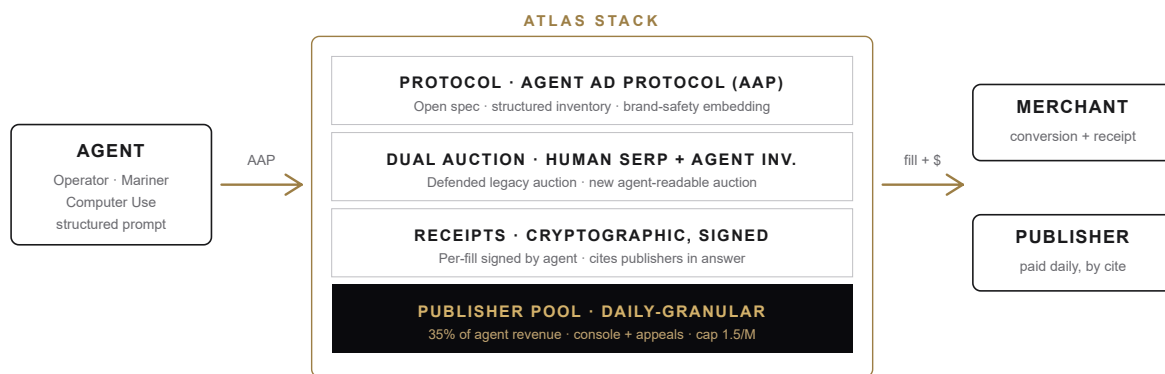 ATLAS STACK
AGENT
Operator · Mariner
Computer Use
structured prompt
AAP
PROTOCOL · AGENT AD PROTOCOL (AAP)
Open spec · structured inventory · brand-safety embedding
DUAL AUCTION · HUMAN SERP + AGENT INV.
Defended legacy auction · new agent-readable auction
RECEIPTS · CRYPTOGRAPHIC, SIGNED
Per-fill signed by agent · cites publishers in answer
PUBLISHER POOL · DAILY-GRANULAR
35% of agent revenue · console + appeals · cap 1.5/M
fill + $
MERCHANT
conversion + receipt
PUBLISHER
paid daily, by cite